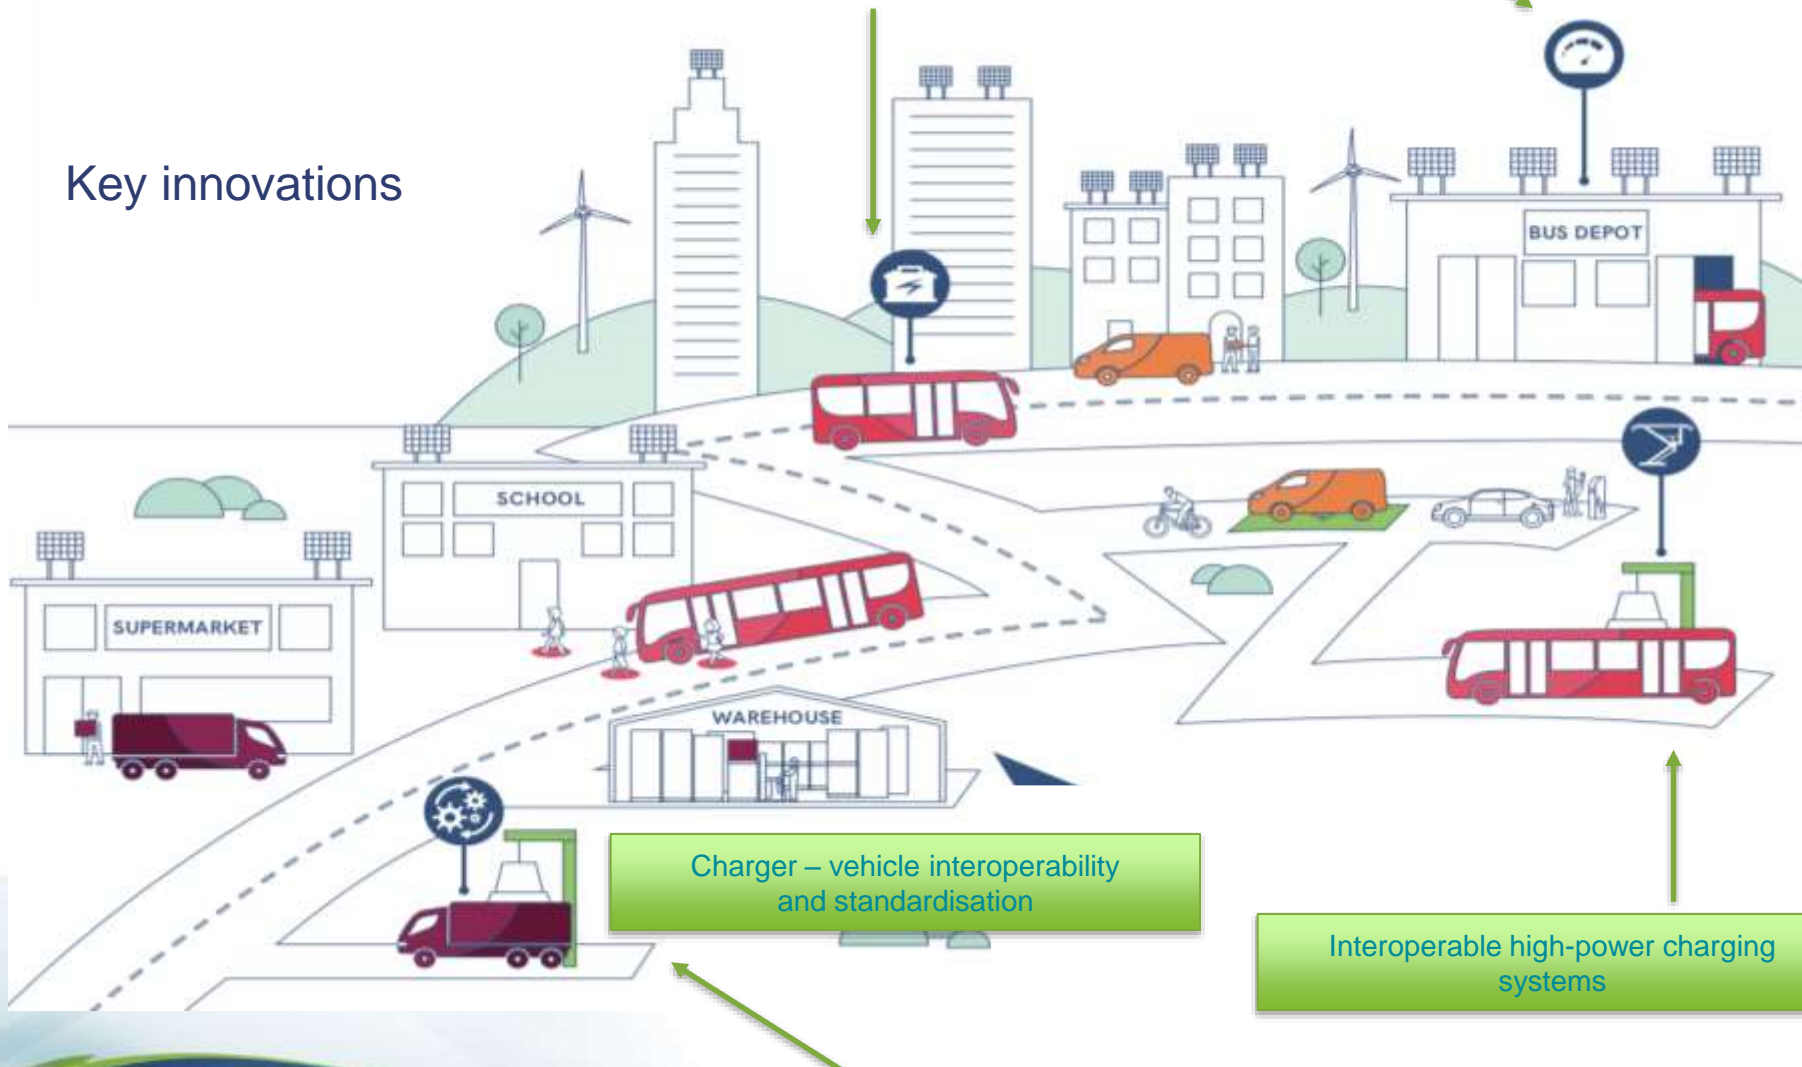 Key innovations
BUS DEPOT
SCHOOL
SUPERMARKET
WAREHOUSE
Charger – vehicle interoperability
and standardisation
Interoperable high-power charging
systems